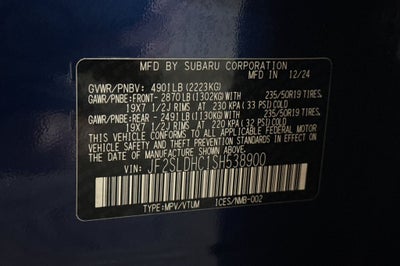 MFD BY SUBARU CORPORATION
MFD IN 12/24
GVWR/PNBV: 4901LB(2223KG)
GAWR/PNBE:FRONT- 2870LB(1302KG)WITH 235/50R19 TIRES,
19X7 1/2J RIMS AT 230 KPA(33 PSI)COLD
GAWR/PNBE:REAR - 2491LB(1130KG)WITH 235/50R19 TIRES,
19X7 1/2J RIMS AT 220 KPA(32 PSI)COLD
THIS VEHICLE CONFORMS TO ALL APPLICABLE FEDERAL MOTOR
VEHICLE SAFETY AND THEFT PREVENTION STANDARDS IN EFFECT
ON THE DATE OF MANUFACTURE SHOWN ABOVE.
VIN: JF2SLDHC1SH538900
TYPE:MPV/VTUM ICES/NMB-002